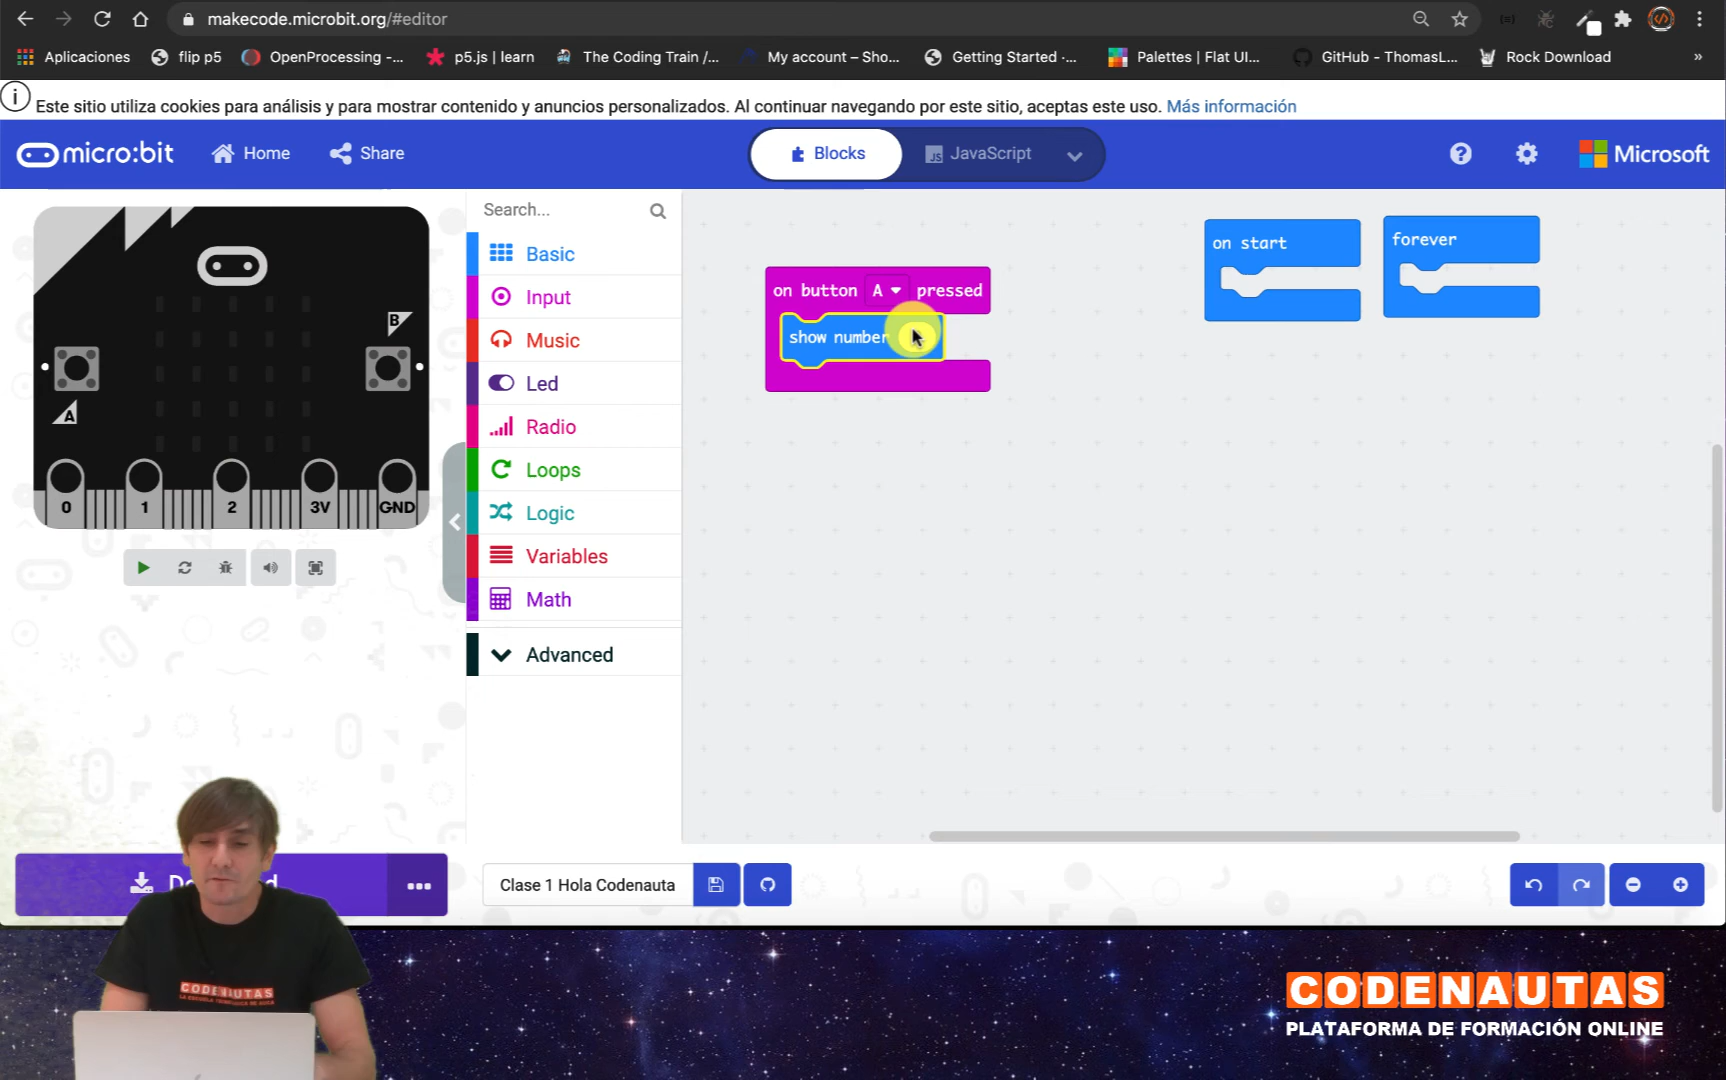 makecode.microbit.org/#editor
Aplicaciones
flip p5
OpenProcessing -...
p5.js | learn
The Coding Train /...
My account – Sho...
Getting Started ·...
Palettes | Flat UI...
GitHub - ThomasL...
Rock Download
»
Este sitio utiliza cookies para análisis y para mostrar contenido y anuncios personalizados. Al continuar navegando por este sitio, aceptas este uso. Más información
micro:bit
Home
Share
Blocks
JavaScript
Microsoft
Search...
Basic
Input
Music
Led
Radio
Loops
Logic
Variables
Math
Advanced
on button A pressed
show number
on start
forever
B
A
0 1 2 3V GND
Clase 1 Hola Codenauta
CODENAUTAS
CODENAUTAS
PLATAFORMA DE FORMACIÓN ONLINE